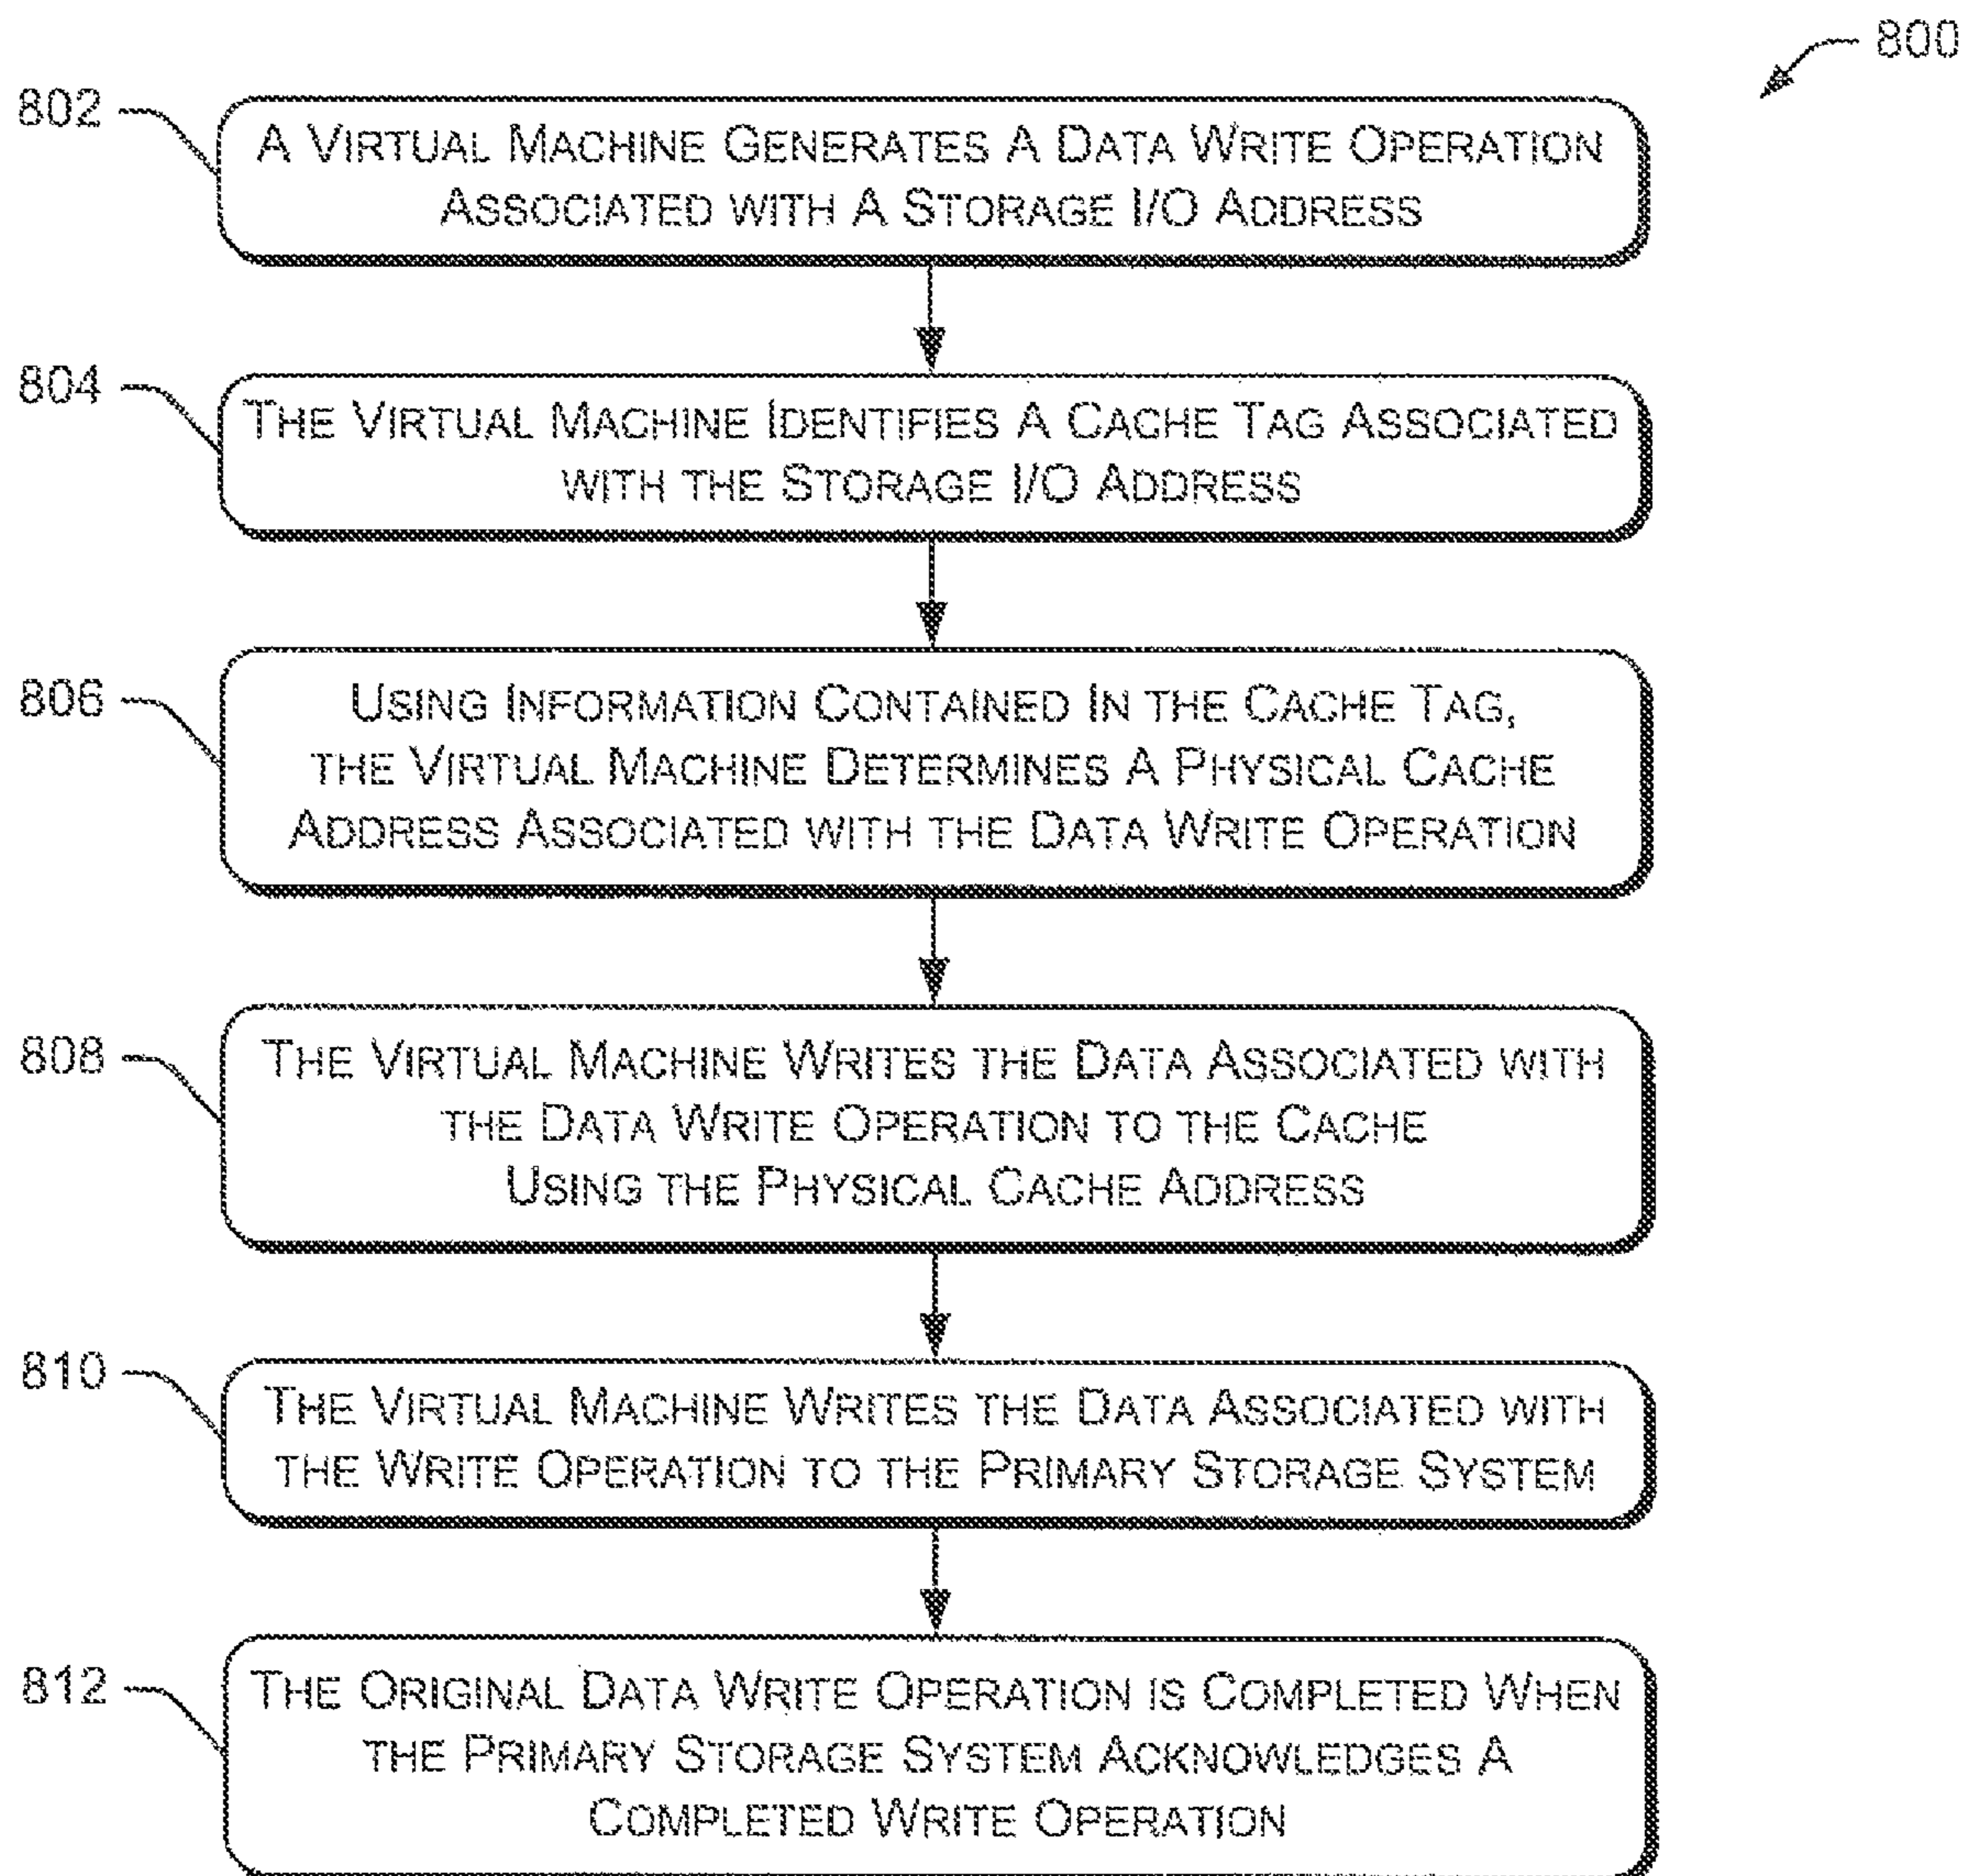 800
802
A VIRTUAL MACHINE GENERATES A DATA WRITE OPERATION
ASSOCIATED WITH A STORAGE I/O ADDRESS
804
THE VIRTUAL MACHINE IDENTIFIES A CACHE TAG ASSOCIATED
WITH THE STORAGE I/O ADDRESS
806
USING INFORMATION CONTAINED IN THE CACHE TAG,
THE VIRTUAL MACHINE DETERMINES A PHYSICAL CACHE
ADDRESS ASSOCIATED WITH THE DATA WRITE OPERATION
808
THE VIRTUAL MACHINE WRITES THE DATA ASSOCIATED WITH
THE DATA WRITE OPERATION TO THE CACHE
USING THE PHYSICAL CACHE ADDRESS
810
THE VIRTUAL MACHINE WRITES THE DATA ASSOCIATED WITH
THE WRITE OPERATION TO THE PRIMARY STORAGE SYSTEM
812
THE ORIGINAL DATA WRITE OPERATION IS COMPLETED WHEN
THE PRIMARY STORAGE SYSTEM ACKNOWLEDGES A
COMPLETED WRITE OPERATION